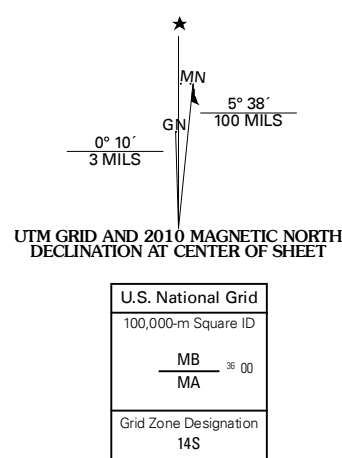 ★
MN
GN
5° 38´
100 MILS
0° 10´
3 MILS
UTM GRID AND 2010 MAGNETIC NORTH
DECLINATION AT CENTER OF SHEET
U.S. National Grid
100,000-m Square ID
MB
36 00
MA
Grid Zone Designation
14S